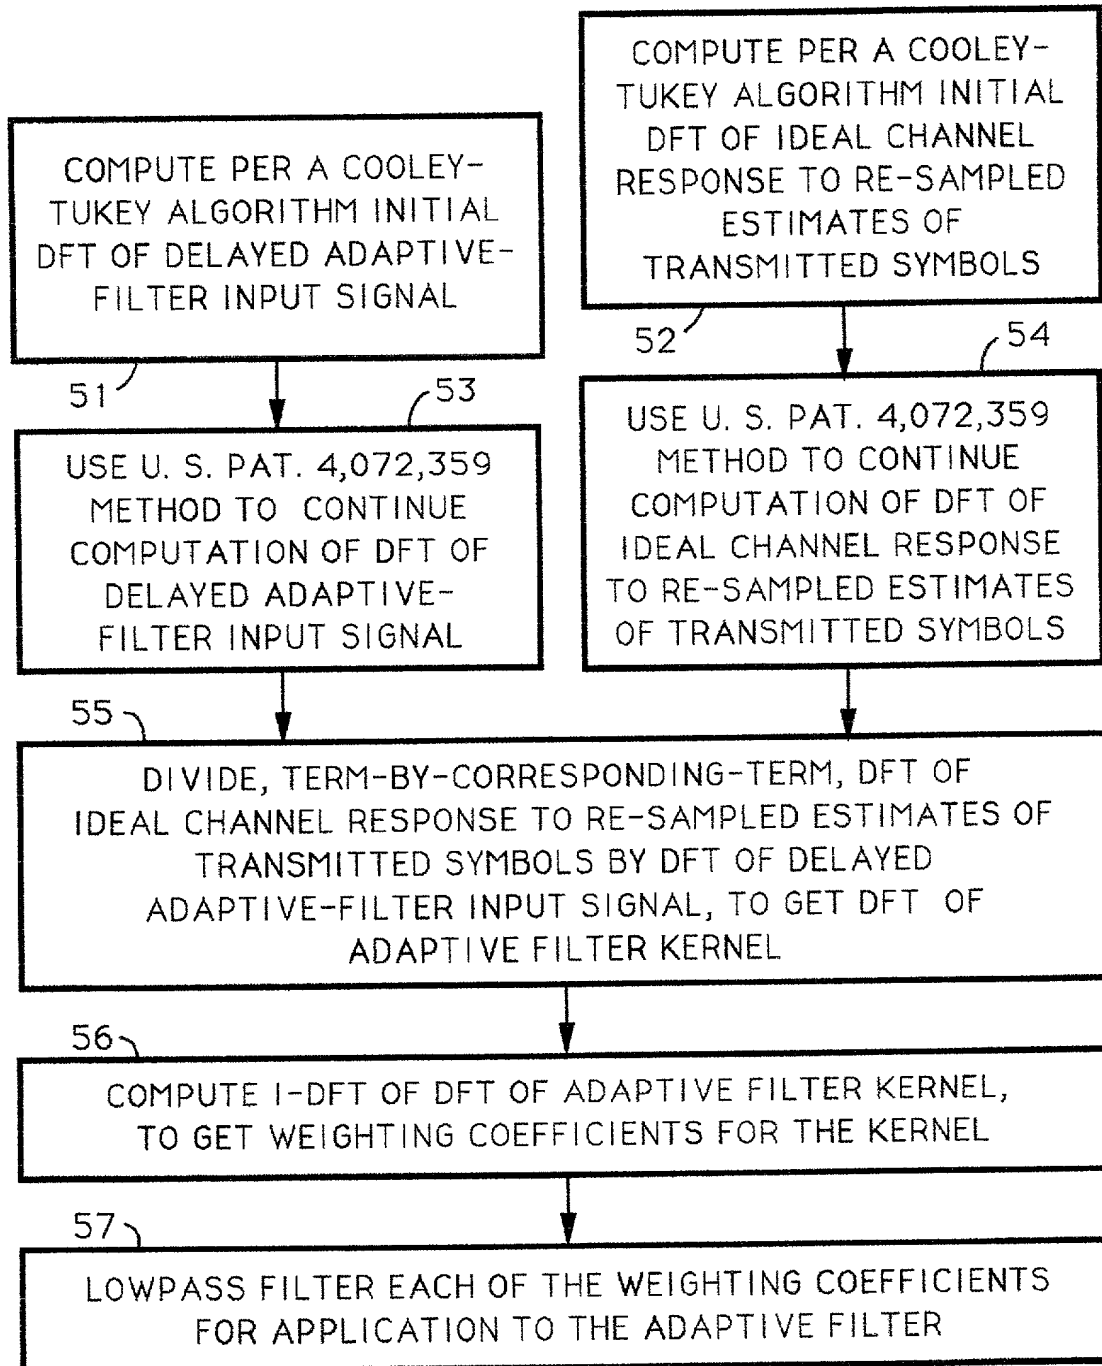 COMPUTE PER A COOLEY-
TUKEY ALGORITHM INITIAL
DFT OF DELAYED ADAPTIVE-
FILTER INPUT SIGNAL
51
COMPUTE PER A COOLEY-
TUKEY ALGORITHM INITIAL
DFT OF IDEAL CHANNEL
RESPONSE TO RE-SAMPLED
ESTIMATES OF
TRANSMITTED SYMBOLS
52
53
USE U. S. PAT. 4,072,359
METHOD TO CONTINUE
COMPUTATION OF DFT OF
DELAYED ADAPTIVE-
FILTER INPUT SIGNAL
54
USE U. S. PAT. 4,072,359
METHOD TO CONTINUE
COMPUTATION OF DFT OF
IDEAL CHANNEL RESPONSE
TO RE-SAMPLED ESTIMATES
OF TRANSMITTED SYMBOLS
55
DIVIDE, TERM-BY-CORRESPONDING-TERM, DFT OF
IDEAL CHANNEL RESPONSE TO RE-SAMPLED ESTIMATES OF
TRANSMITTED SYMBOLS BY DFT OF DELAYED
ADAPTIVE-FILTER INPUT SIGNAL, TO GET DFT OF
ADAPTIVE FILTER KERNEL
56
COMPUTE I-DFT OF DFT OF ADAPTIVE FILTER KERNEL,
TO GET WEIGHTING COEFFICIENTS FOR THE KERNEL
57
LOWPASS FILTER EACH OF THE WEIGHTING COEFFICIENTS
FOR APPLICATION TO THE ADAPTIVE FILTER